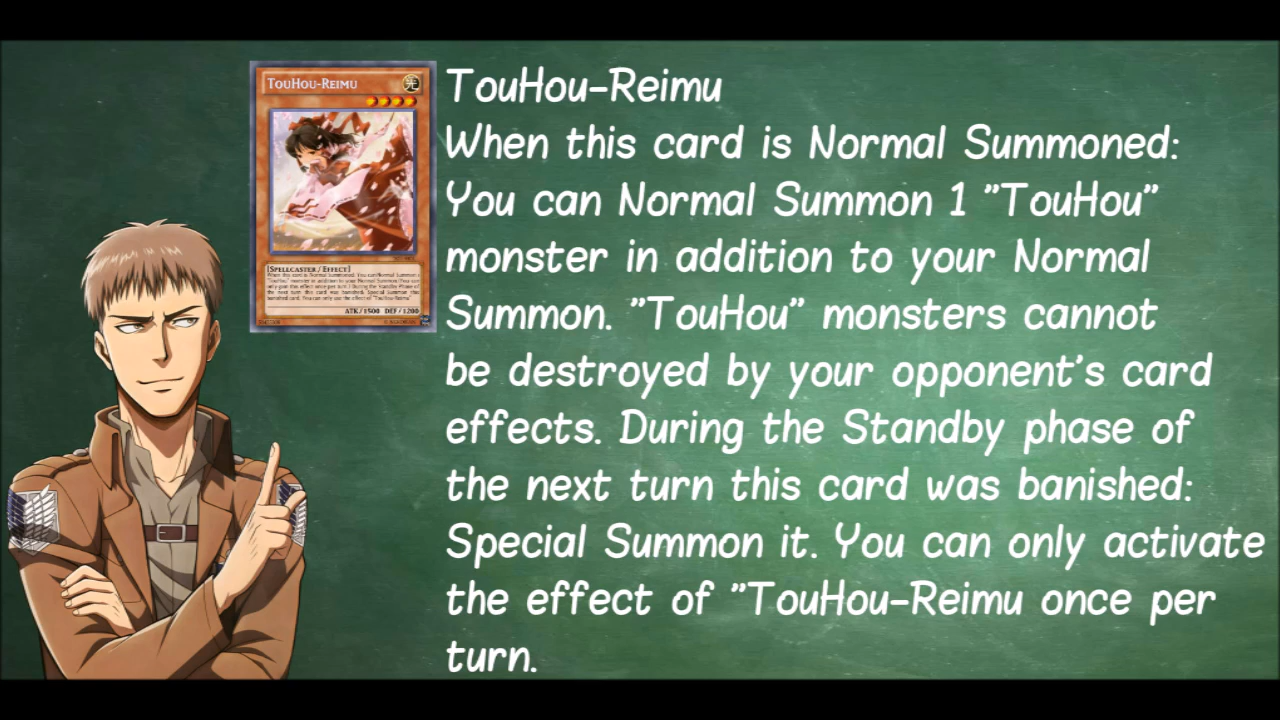 TouHou-Reimu
光
[Spellcaster / Effect]
ATK / 1500 DEF / 1200
TouHou-Reimu
When this card is Normal Summoned:
You can Normal Summon 1 "TouHou"
monster in addition to your Normal
Summon. "TouHou" monsters cannot
be destroyed by your opponent's card
effects. During the Standby phase of
the next turn this card was banished:
Special Summon it. You can only activate
the effect of "TouHou-Reimu once per
turn.